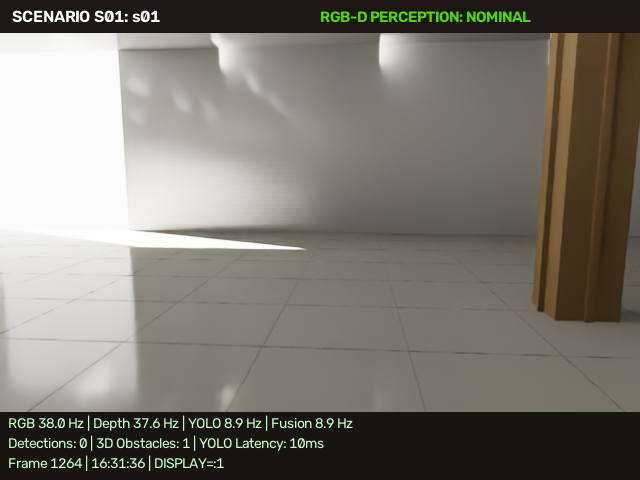 SCENARIO S01: s01
RGB-D PERCEPTION: NOMINAL
RGB 38.0 Hz | Depth 37.6 Hz | YOLO 8.9 Hz | Fusion 8.9 Hz
Detections: 0 | 3D Obstacles: 1 | YOLO Latency: 10ms
Frame 1264 | 16:31:36 | DISPLAY=:1